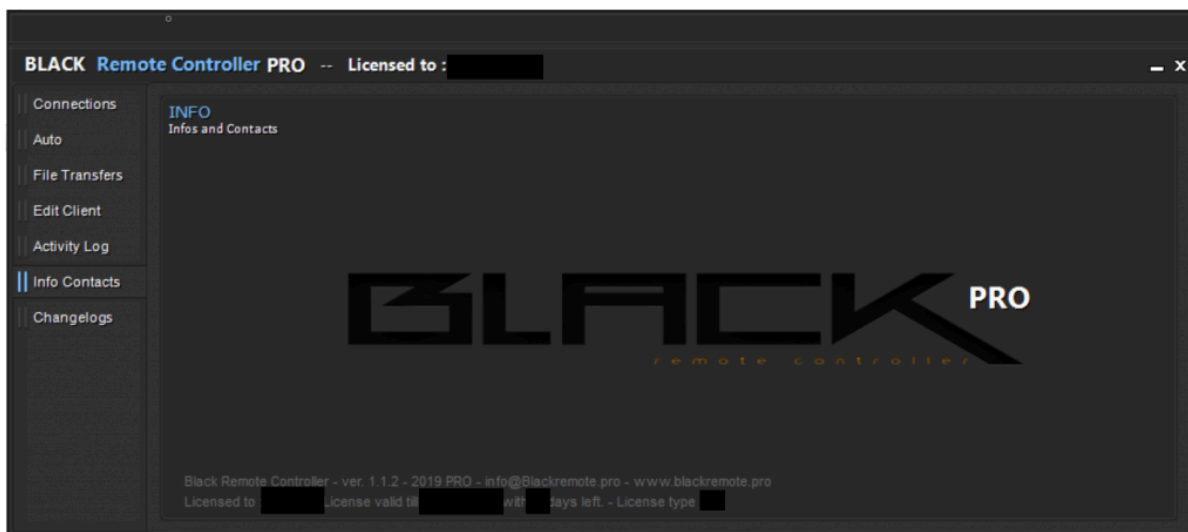 BLACK Remote Controller PRO -- Licensed to :
Connections
Auto
File Transfers
Edit Client
Activity Log
Info Contacts
Changelogs
INFO
Infos and Contacts
BLACK PRO
remote controller
Black Remote Controller - ver. 1.1.2 - 2019 PRO - info@Blackremote.pro - www.blackremote.pro
Licensed to License valid till with days left. - License type